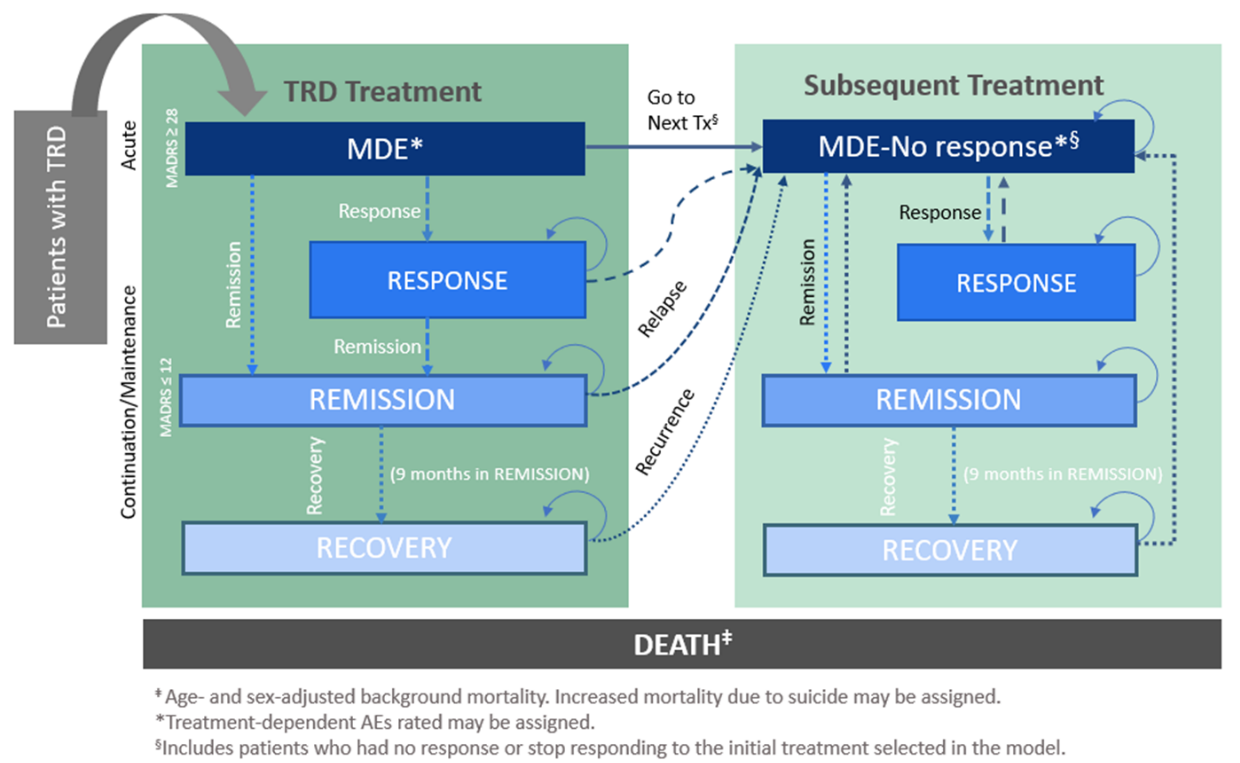 Patients with TRD
Acute
Continuation/Maintenance
TRD Treatment
MADRS ≥ 28
MDE*
Response
Remission
RESPONSE
Remission
MADRS ≤ 12
REMISSION
Recovery
(9 months in REMISSION)
RECOVERY
Go to
Next Tx§
Relapse
Recurrence
Subsequent Treatment
MDE-No response*§
Response
Remission
RESPONSE
REMISSION
Recovery
(9 months in REMISSION)
RECOVERY
DEATH‡
‡ Age- and sex-adjusted background mortality. Increased mortality due to suicide may be assigned.
*Treatment-dependent AEs rated may be assigned.
§Includes patients who had no response or stop responding to the initial treatment selected in the model.